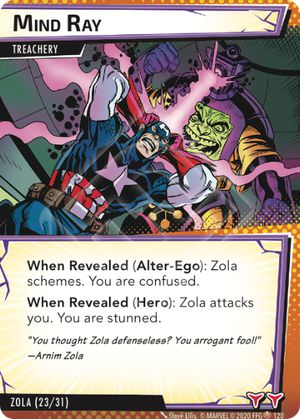 MIND RAY
TREACHERY
When Revealed (Alter-Ego): Zola
schemes. You are confused.
When Revealed (Hero): Zola attacks
you. You are stunned.
"You thought Zola defenseless? You arrogant fool!"
—Arnim Zola
ZOLA (23/31)
Steve Ellis. © MARVEL © 2020 FFG 120